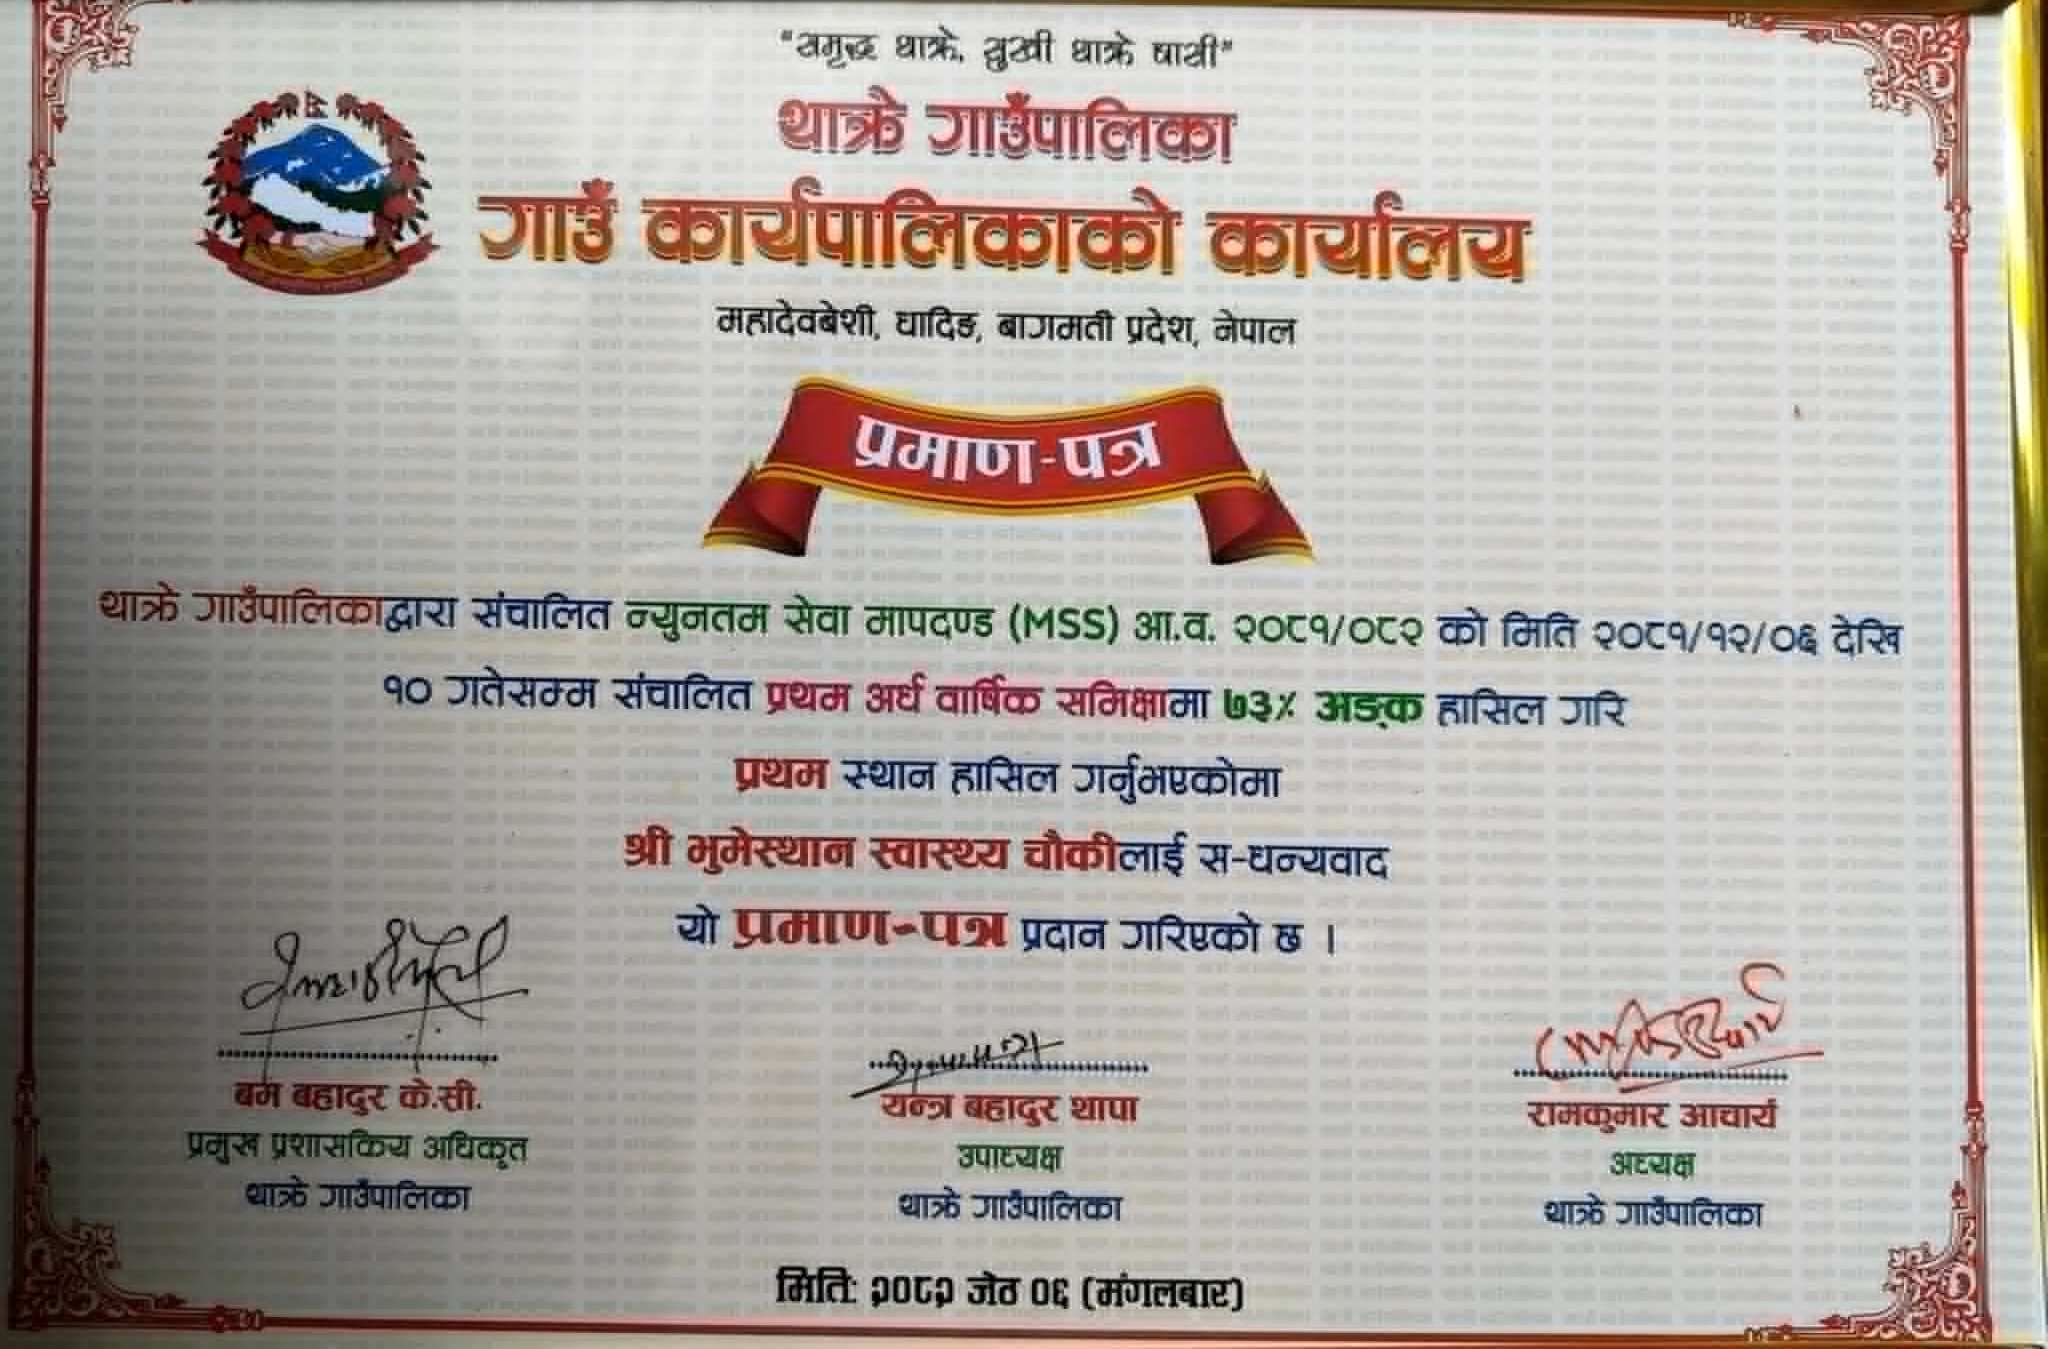 "समृद्ध थाक्रे, सुखी थाक्रे वासी"
थाक्रे गाउँपालिका
गाउँ कार्यपालिकाको कार्यालय
महादेवबेशी, धादिङ, बागमती प्रदेश, नेपाल
प्रमाण-पत्र
थाक्रे गाउँपालिकाद्वारा संचालित न्युनतम सेवा मापदण्ड (MSS) आ.व. २०८१/०८२ को मिति २०८१/१२/०६ देखि
१० गतेसम्म संचालित प्रथम अर्ध वार्षिक समिक्षामा ७३% अङ्क हासिल गरि
प्रथम स्थान हासिल गर्नुभएकोमा
श्री भुमेस्थान स्वास्थ्य चौकीलाई स-धन्यवाद
यो प्रमाण-पत्र प्रदान गरिएको छ ।
बम बहादुर के.सी.
प्रमुख प्रशासकिय अधिकृत
थाक्रे गाउँपालिका
यन्त्र बहादुर थापा
उपाध्यक्ष
थाक्रे गाउँपालिका
रामकुमार आचार्य
अध्यक्ष
थाक्रे गाउँपालिका
मिति: २०८२ जेठ ०६ (मंगलबार)